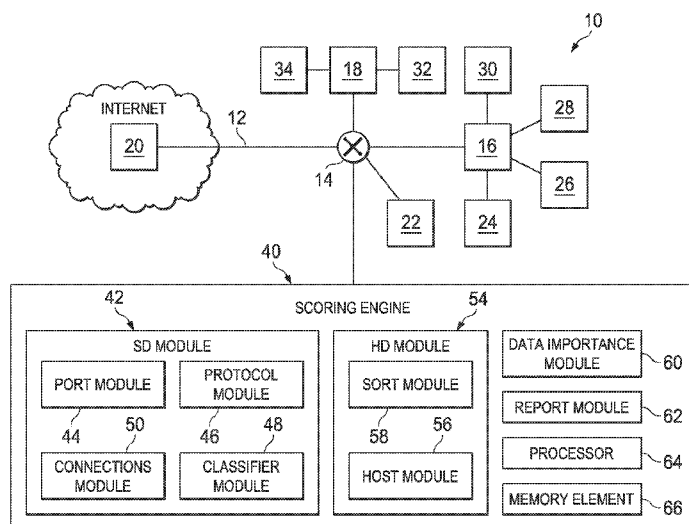 10
34
18
32
30
INTERNET
28
12
20
16
14
26
22
24
40
SCORING ENGINE
42
54
SD MODULE
HD MODULE
DATA IMPORTANCE
MODULE
60
PORT MODULE
PROTOCOL
MODULE
SORT MODULE
REPORT MODULE
62
44
50
46
48
58
56
PROCESSOR
64
CONNECTIONS
MODULE
CLASSIFIER
MODULE
HOST MODULE
MEMORY ELEMENT
66